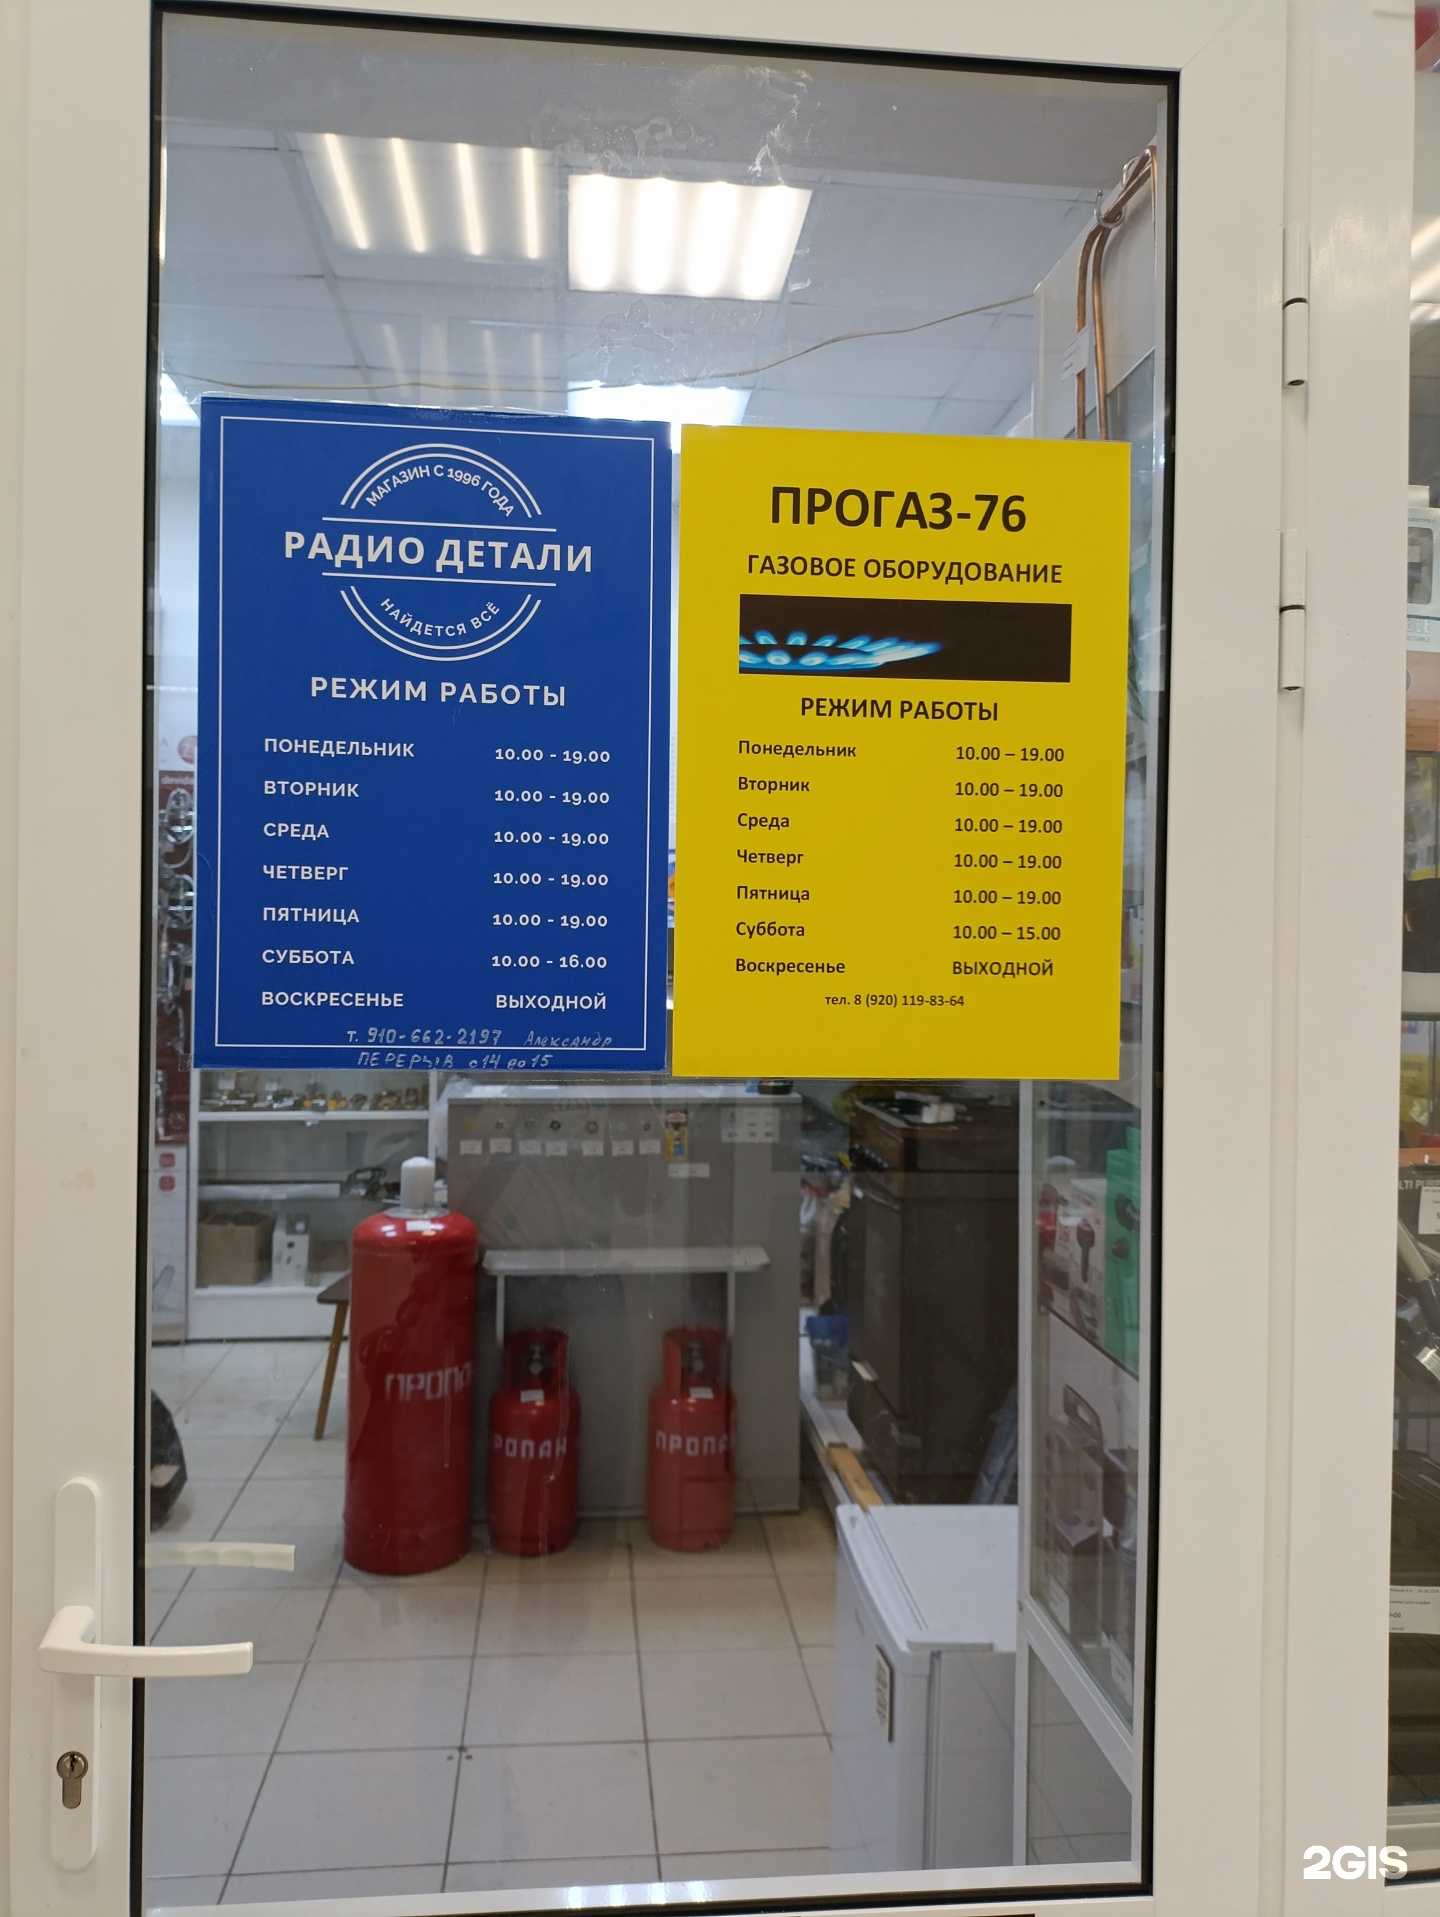 МАГАЗИН С 1996 ГОДА
РАДИО ДЕТАЛИ
НАЙДЕТСЯ ВСЁ
РЕЖИМ РАБОТЫ
ПОНЕДЕЛЬНИК 10.00 - 19.00
ВТОРНИК 10.00 - 19.00
СРЕДА 10.00 - 19.00
ЧЕТВЕРГ 10.00 - 19.00
ПЯТНИЦА 10.00 - 19.00
СУББОТА 10.00 - 16.00
ВОСКРЕСЕНЬЕ ВЫХОДНОЙ
т. 910-662-2197 Александр
ПЕРЕРЫВ с 14 до 15
ПРОГАЗ-76
ГАЗОВОЕ ОБОРУДОВАНИЕ
РЕЖИМ РАБОТЫ
Понедельник 10.00 – 19.00
Вторник 10.00 – 19.00
Среда 10.00 – 19.00
Четверг 10.00 – 19.00
Пятница 10.00 – 19.00
Суббота 10.00 – 15.00
Воскресенье ВЫХОДНОЙ
тел. 8 (920) 119-83-64
ПРОПА
РОПАН
ПРОПА
2GIS